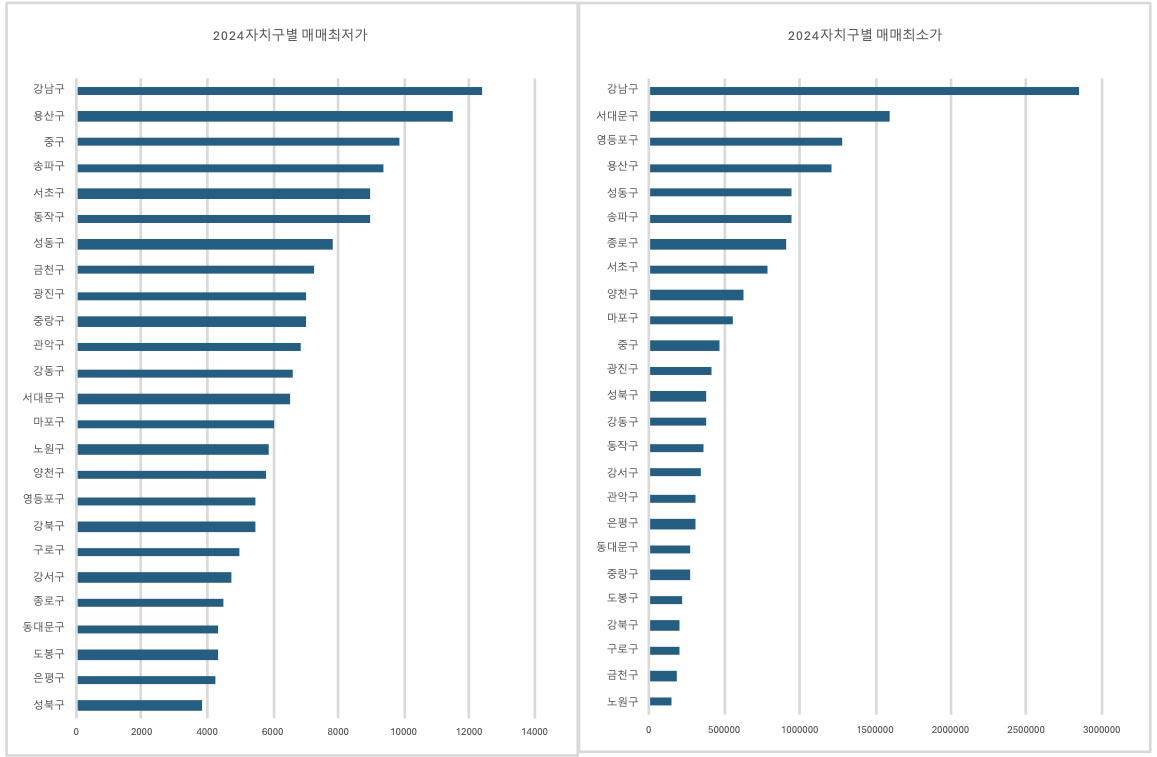 2024자치구별 매매최저가
강남구
용산구
중구
송파구
서초구
동작구
성동구
금천구
광진구
중랑구
관악구
강동구
서대문구
마포구
노원구
양천구
영등포구
강북구
구로구
강서구
종로구
동대문구
도봉구
은평구
성북구
0 2000 4000 6000 8000 10000 12000 14000
2024자치구별 매매최소가
강남구
서대문구
영등포구
용산구
성동구
송파구
종로구
서초구
양천구
마포구
중구
광진구
성북구
강동구
동작구
강서구
관악구
은평구
동대문구
중랑구
도봉구
강북구
구로구
금천구
노원구
0 500000 1000000 1500000 2000000 2500000 3000000